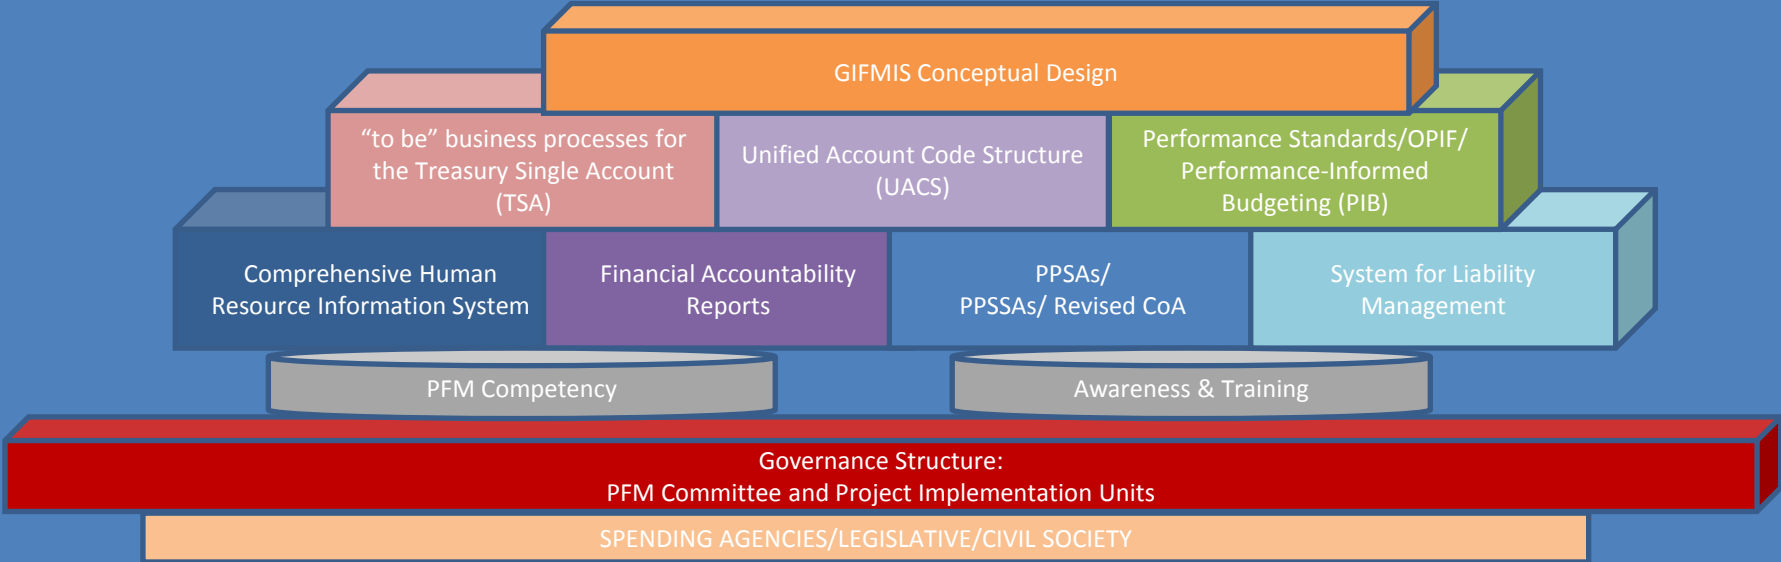 GIFMIS Conceptual Design
“to be” business processes for
the Treasury Single Account
(TSA)
Unified Account Code Structure
(UACS)
Performance Standards/OPIF/
Performance-Informed
Budgeting (PIB)
Comprehensive Human
Resource Information System
Financial Accountability
Reports
PPSAs/
PPSSAs/ Revised CoA
System for Liability
Management
PFM Competency
Awareness & Training
Governance Structure:
PFM Committee and Project Implementation Units
SPENDING AGENCIES/LEGISLATIVE/CIVIL SOCIETY